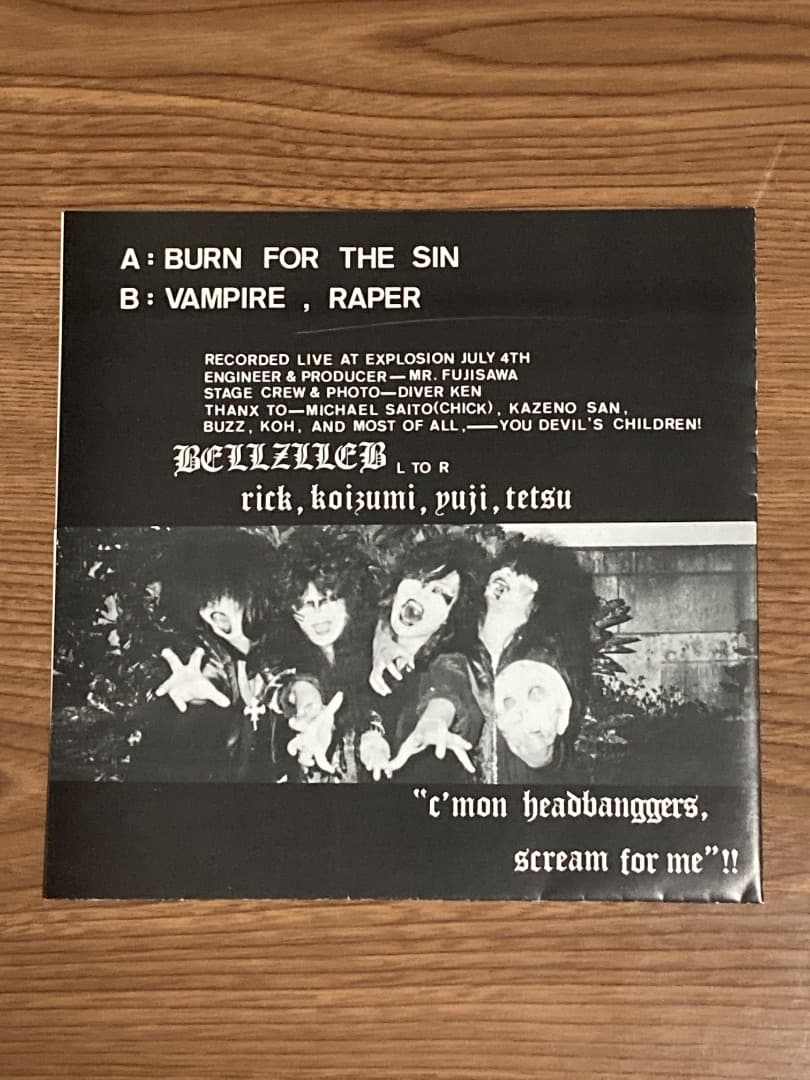 A : BURN FOR THE SIN
B : VAMPIRE , RAPER
RECORDED LIVE AT EXPLOSION JULY 4TH
ENGINEER & PRODUCER—MR. FUJISAWA
STAGE CREW & PHOTO—DIVER KEN
THANX TO—MICHAEL SAITO(CHICK), KAZENO SAN,
BUZZ, KOH, AND MOST OF ALL,—YOU DEVIL'S CHILDREN!
BELLZLLEB L TO R
rick, koizumi, yuji, tetsu
"c'mon headbanggers,
scream for me"!!